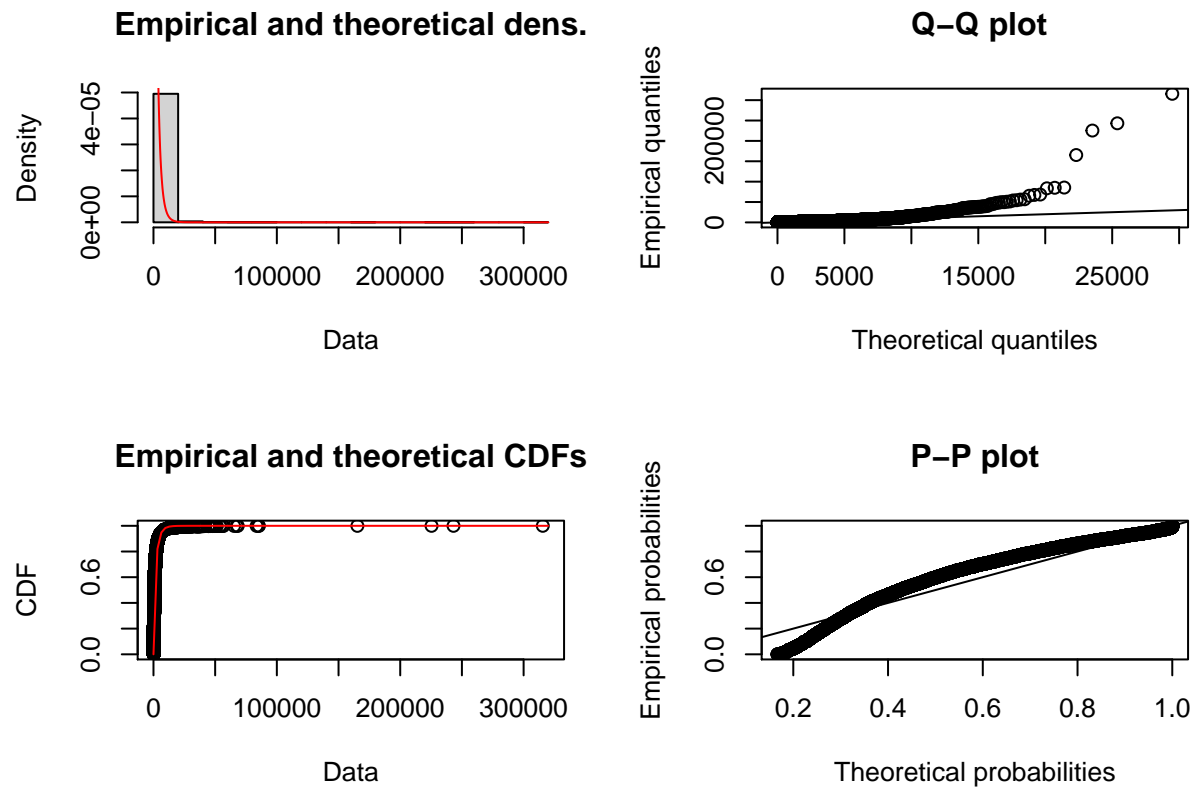 Empirical and theoretical dens.
Density
0e+00 4e−05
0 100000 200000 300000
Data
Q−Q plot
Empirical quantiles
0 200000
0 5000 15000 25000
Theoretical quantiles
Empirical and theoretical CDFs
CDF
0.0 0.6
0 100000 200000 300000
Data
P−P plot
Empirical probabilities
0.0 0.6
0.2 0.4 0.6 0.8 1.0
Theoretical probabilities